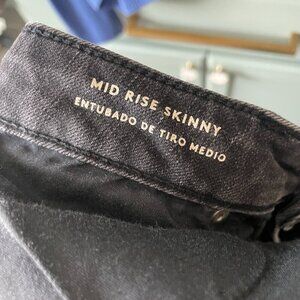 MID RISE SKINNY
ENTUBADO DE TIRO MEDIO